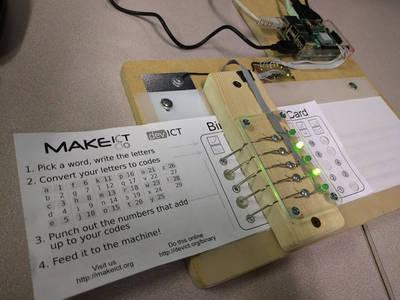 MAKEICT devICT
Bi Card
1. Pick a word, write the letters
2. Convert your letters to codes
a 1 f 6 k 11 p 16 u 21 z 26
b 2 g 7 l 12 q 17 v 22 27
c 3 h 8 m 13 r 18 w 23 28
d 4 i 9 n 14 s 19 x 24 29
e 5 j 10 o 15 t 20 y 25
3. Punch out the numbers that add
up to your codes
4. Feed it to the machine!
Visit us
http://makeict.org
Do this online
http://devict.org/binary